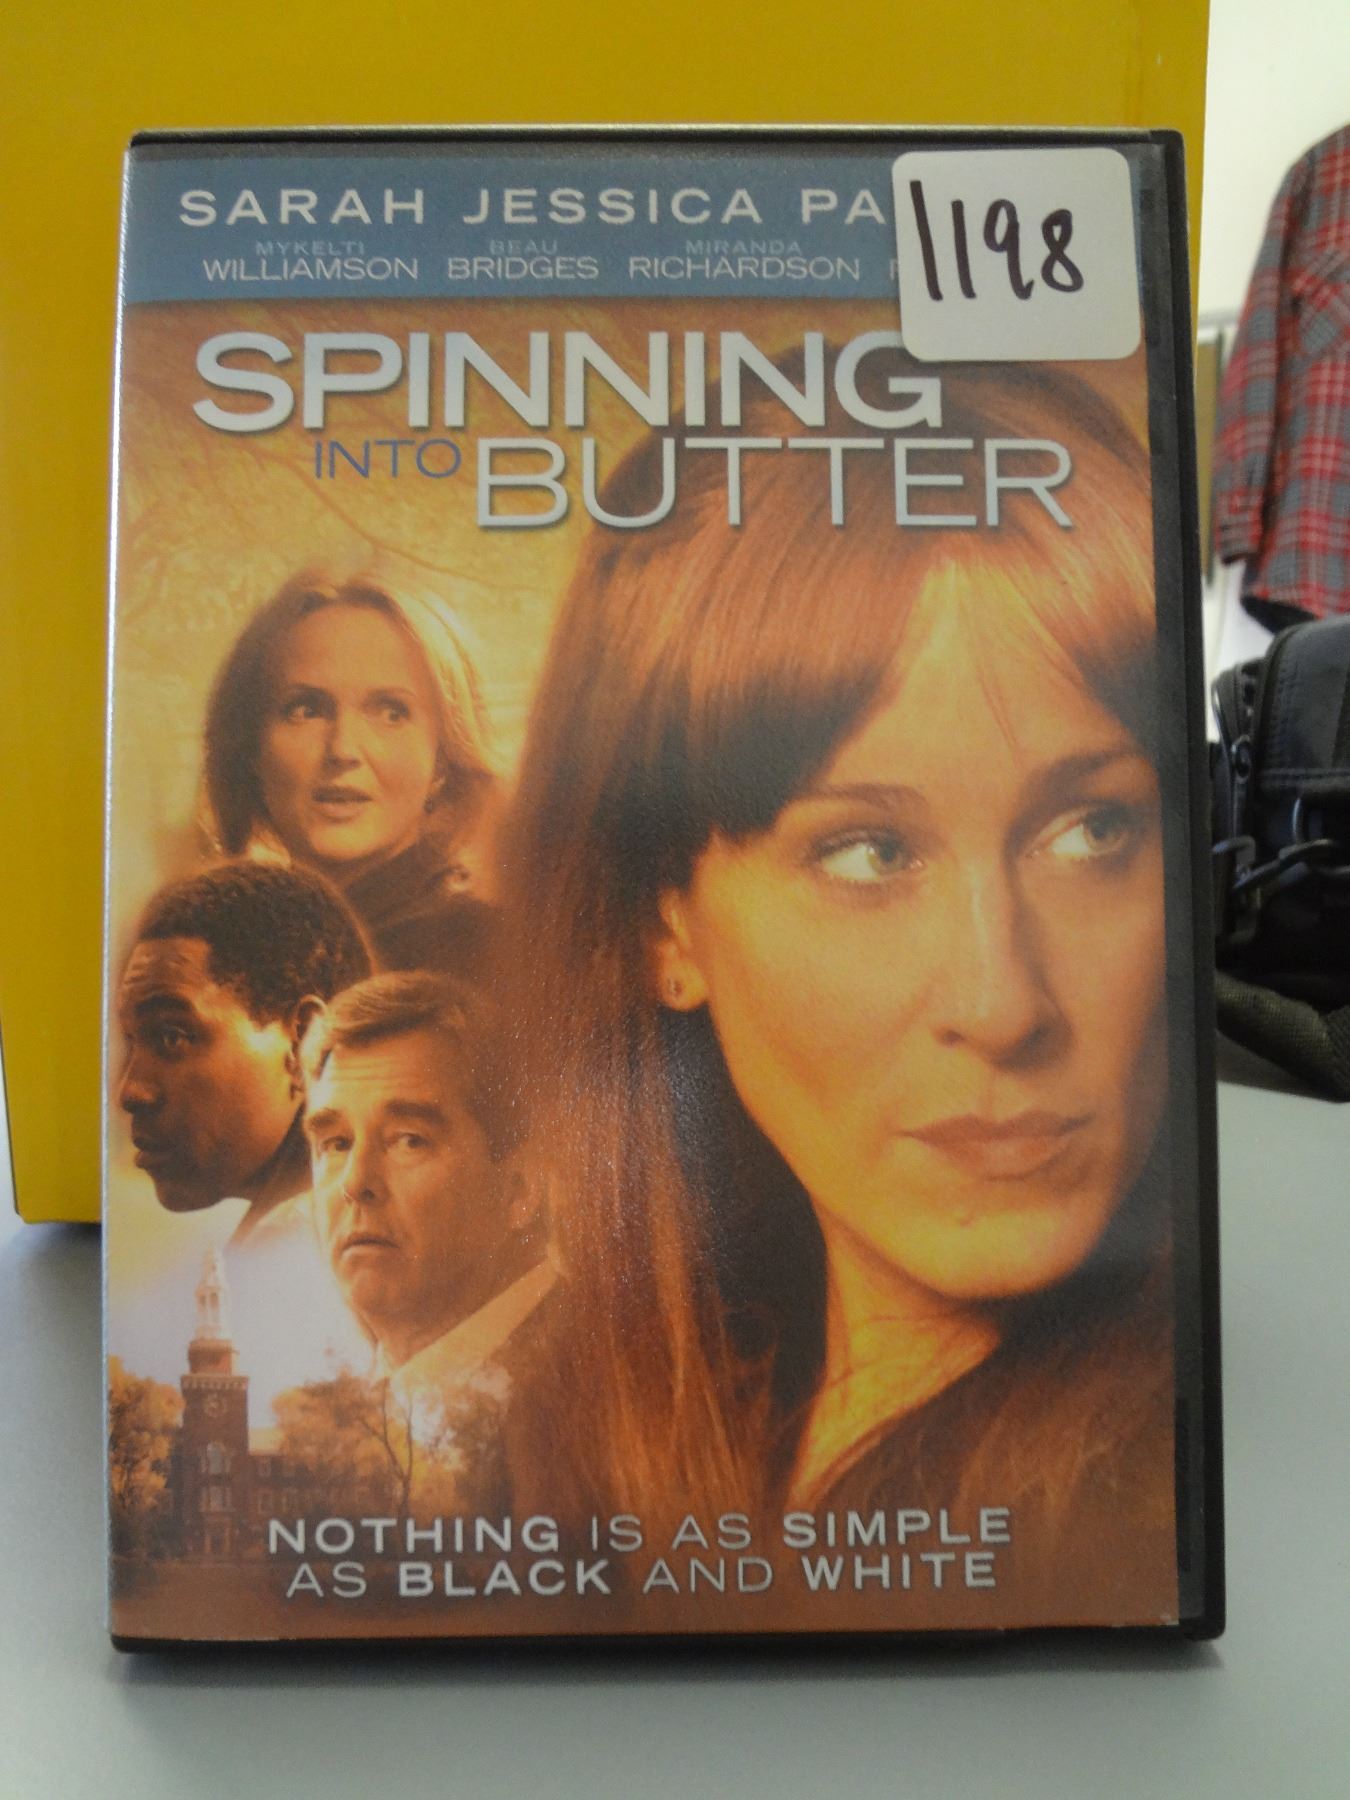 SARAH JESSICA PA
1198
MYKELTI BEAU MIRANDA
WILLIAMSON BRIDGES RICHARDSON
SPINNING
INTO BUTTER
NOTHING IS AS SIMPLE
AS BLACK AND WHITE